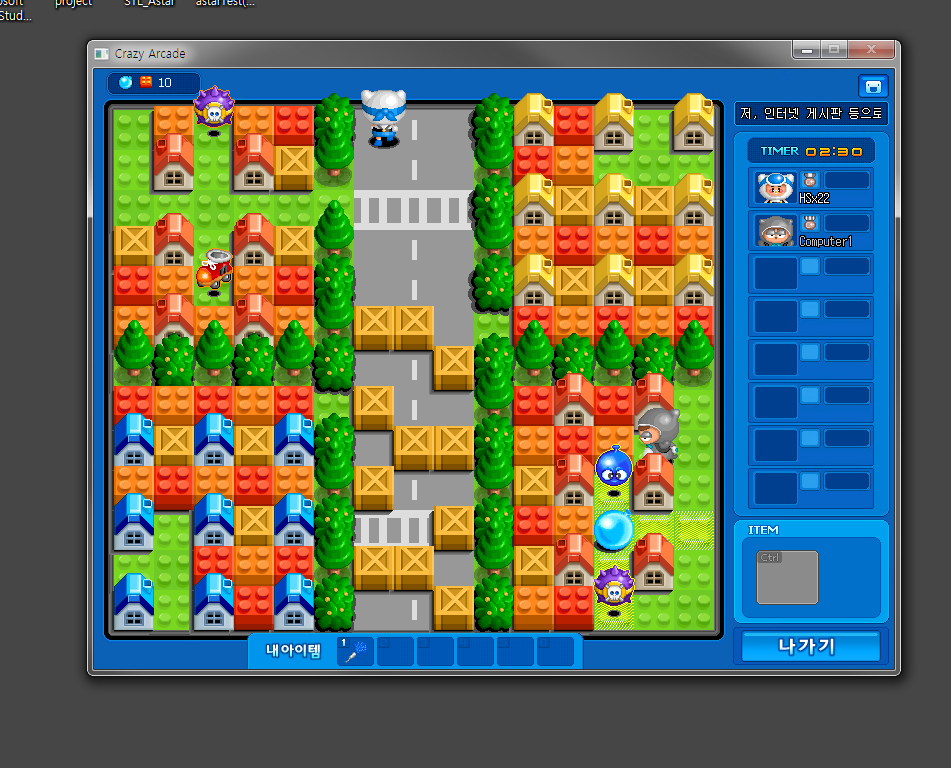 project
STL_Astar
astarTest(...
Stud...
Crazy Arcade
10
저, 인터넷 게시판 등으로
TIMER 02:30
HSx22
Computer1
ITEM
Ctrl
내아이템
1
나가기